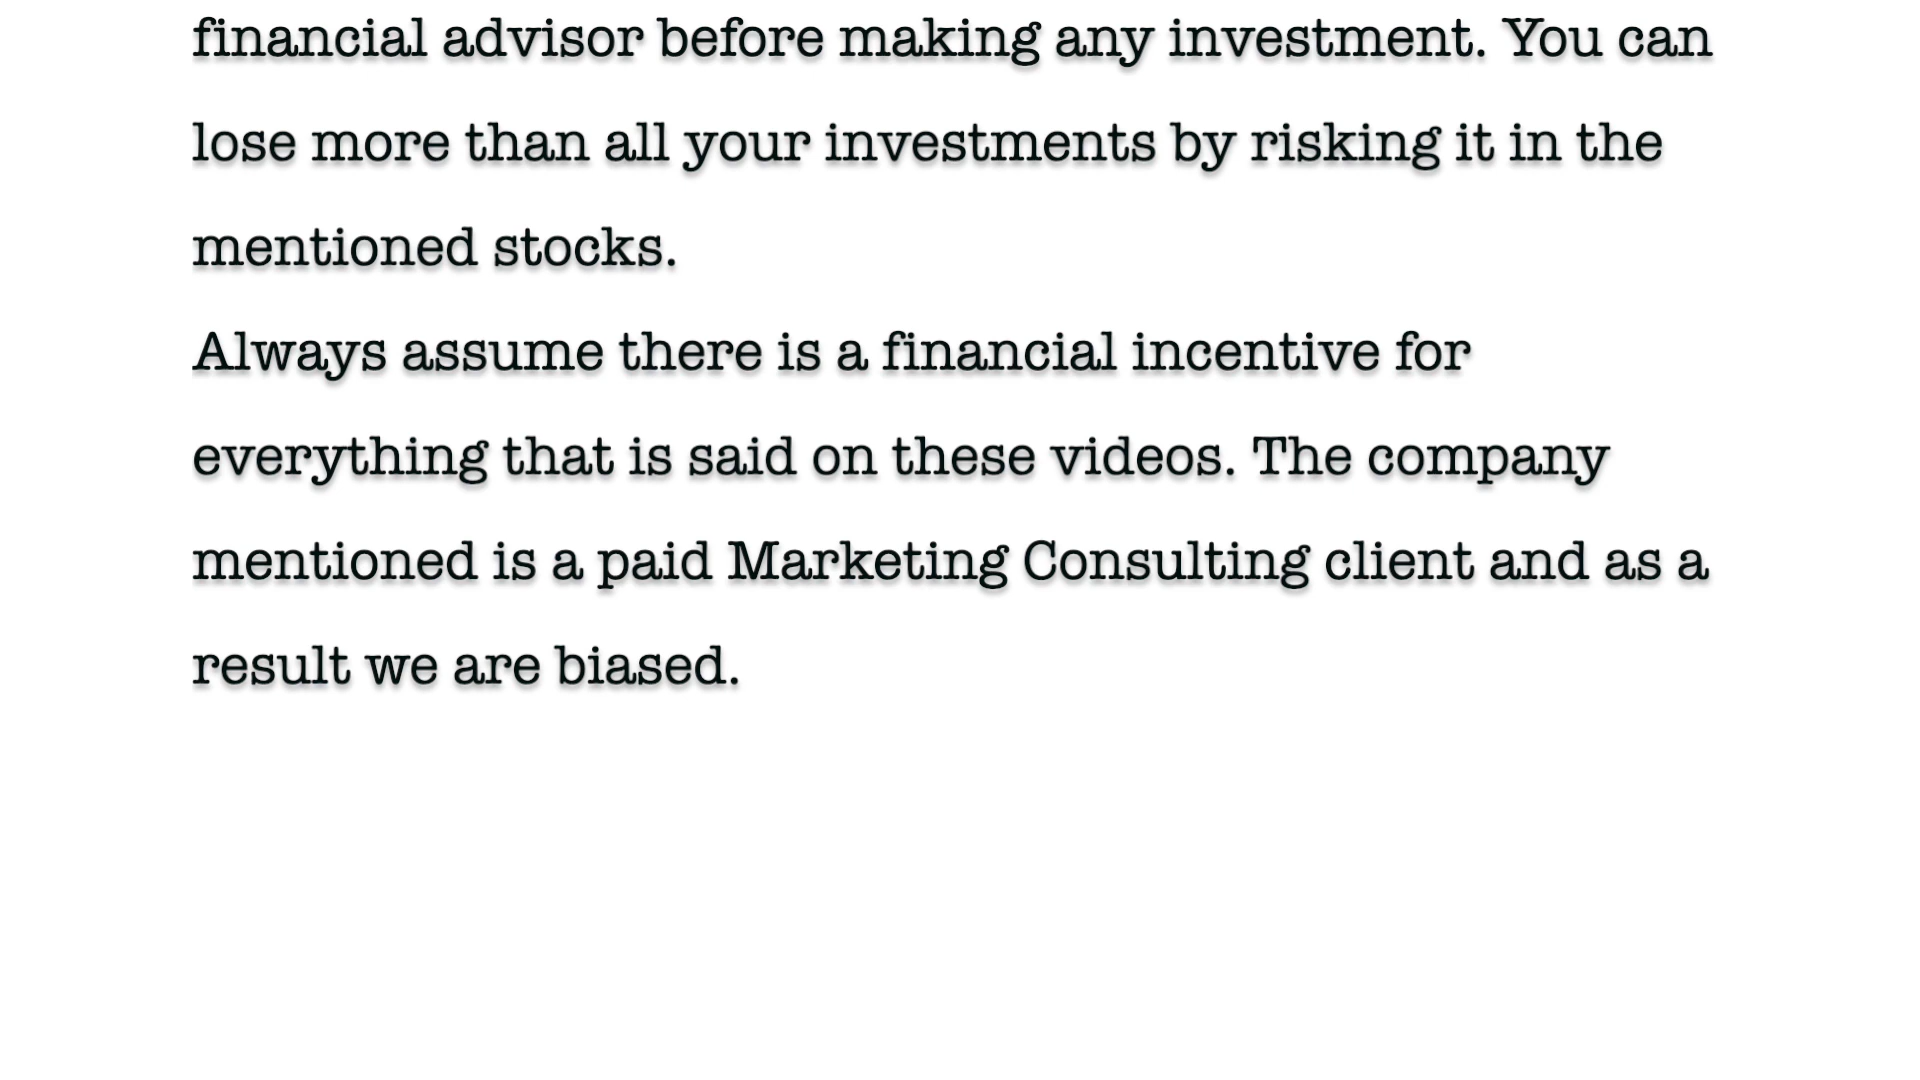 financial advisor before making any investment. You can
lose more than all your investments by risking it in the
mentioned stocks.
Always assume there is a financial incentive for
everything that is said on these videos. The company
mentioned is a paid Marketing Consulting client and as a
result we are biased.